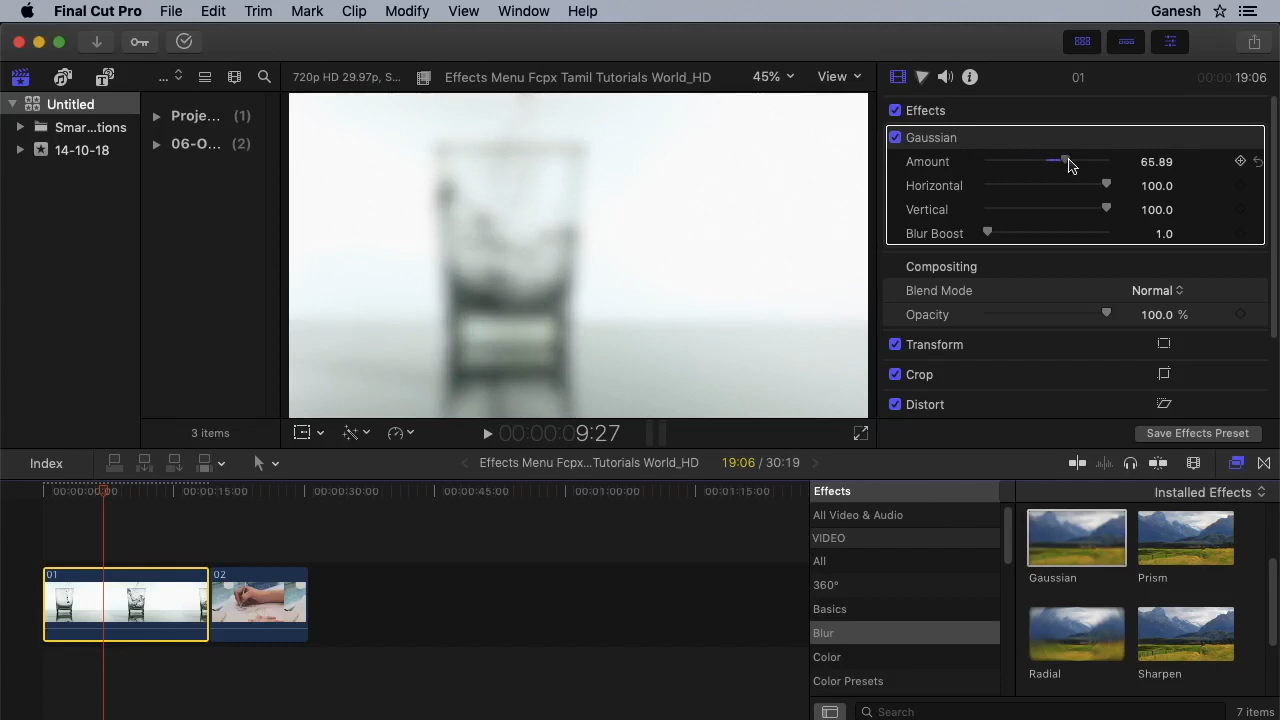 Final Cut Pro File Edit Trim Mark Clip Modify View Window Help Ganesh
... 720p HD 29.97p, S... Effects Menu Fcpx Tamil Tutorials World_HD 45% View 01 00:00:00 19:06
Untitled
Smar...tions
14-10-18
Proje... (1)
06-O... (2)
3 items
Effects
Gaussian
Amount 65.89
Horizontal 100.0
Vertical 100.0
Blur Boost 1.0
Compositing
Blend Mode Normal
Opacity 100.0 %
Transform
Crop
Distort
Save Effects Preset
00:00:09:27
Index Effects Menu Fcpx...Tutorials World_HD 19:06 / 30:19
00:00:00:00 00:00:15:00 00:00:30:00 00:00:45:00 00:01:00:00 00:01:15:00
01 02
Effects
All Video & Audio
VIDEO
All
360°
Basics
Blur
Color
Color Presets
Installed Effects
Gaussian Prism
Radial Sharpen
Search 7 items